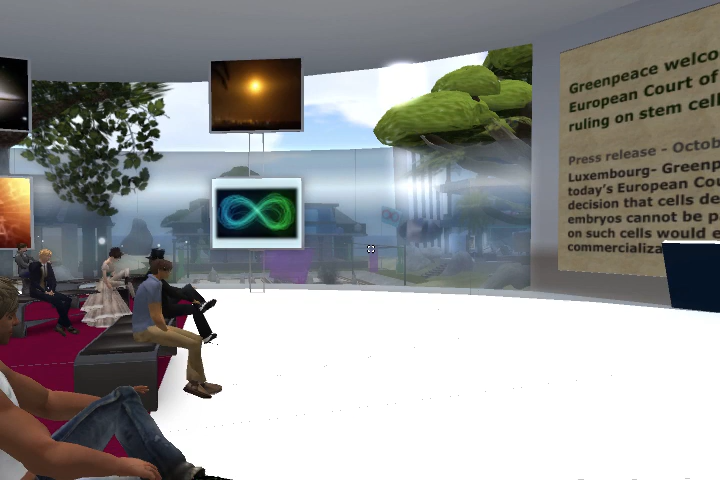 Greenpeace welco
European Court of
ruling on stem cell
Press release - Octob
Luxembourg- Greenp
today's European Cou
decision that cells de
embryos cannot be p
on such cells would e
commercializa